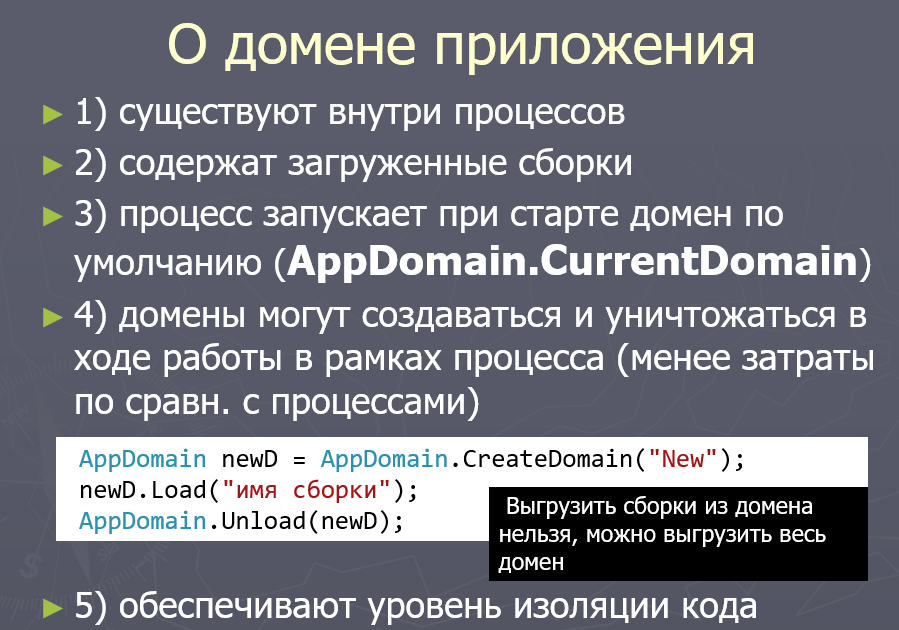 О домене приложения
► 1) существуют внутри процессов
► 2) содержат загруженные сборки
► 3) процесс запускает при старте домен по
умолчанию (AppDomain.CurrentDomain)
► 4) домены могут создаваться и уничтожаться в
ходе работы в рамках процесса (менее затраты
по сравн. с процессами)
AppDomain newD = AppDomain.CreateDomain("New");
newD.Load("имя сборки");
AppDomain.Unload(newD);
Выгрузить сборки из домена
нельзя, можно выгрузить весь
домен
► 5) обеспечивают уровень изоляции кода